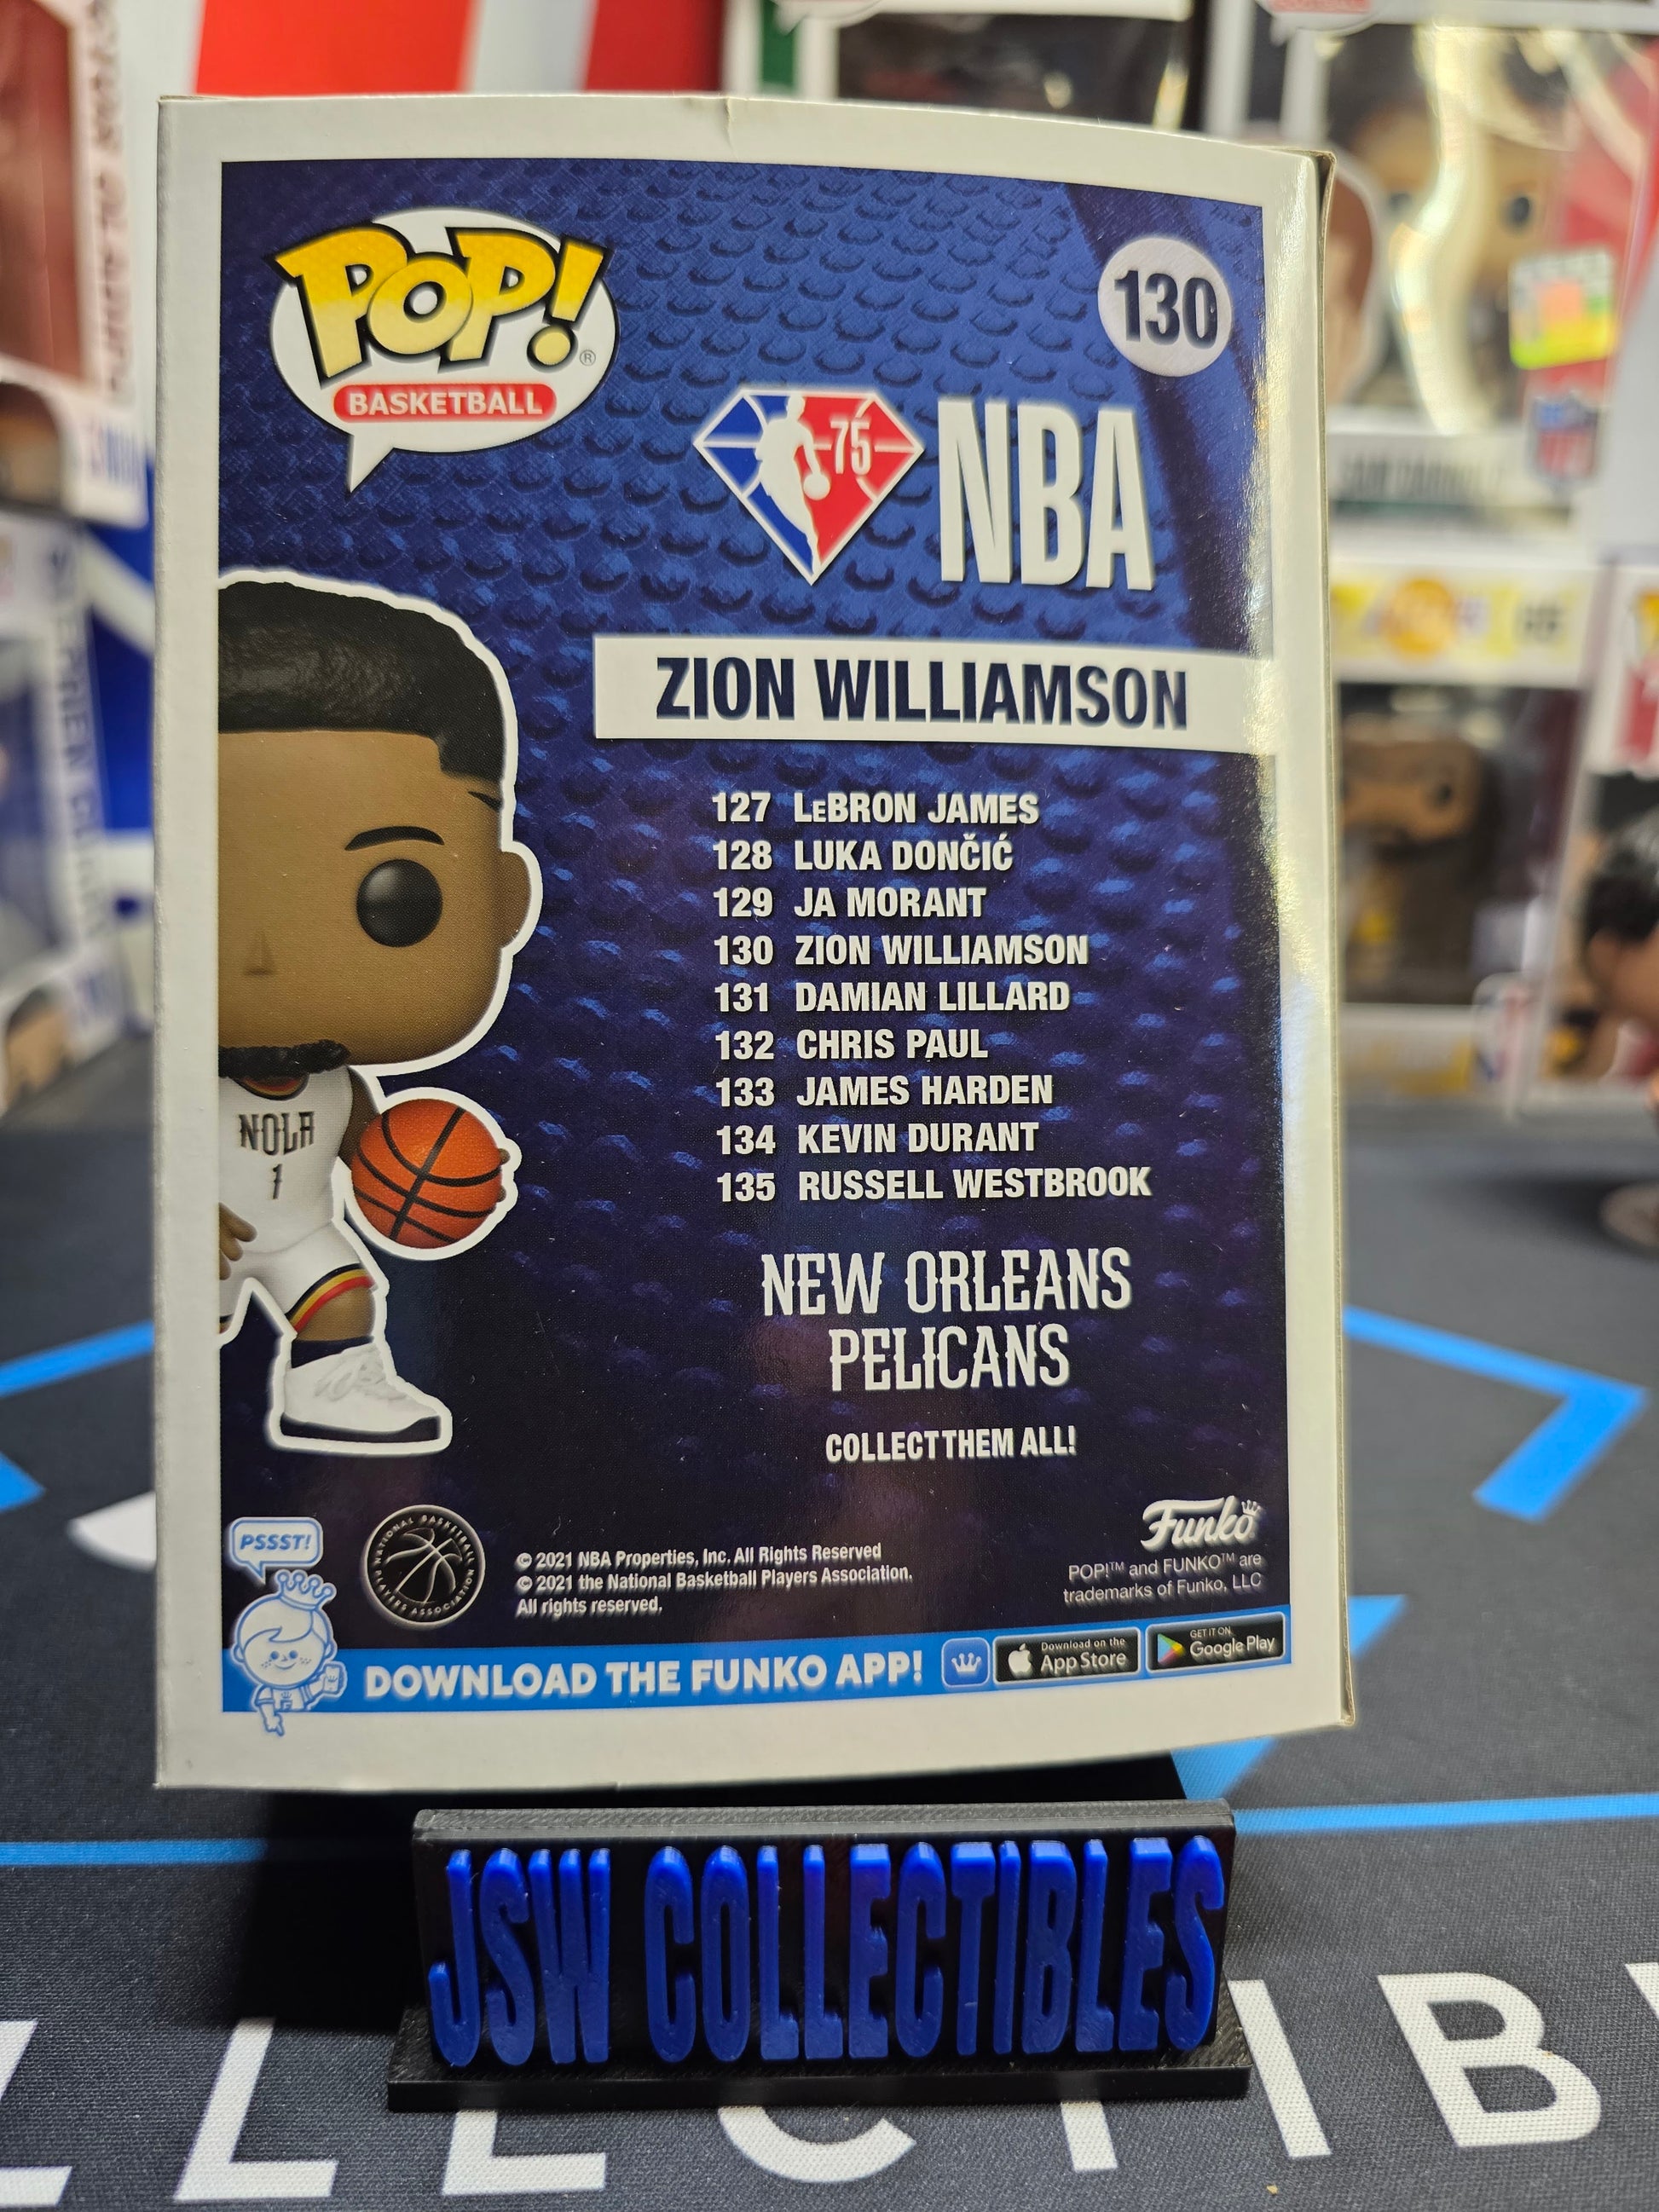 POP!®
BASKETBALL
130
75
NBA
ZION WILLIAMSON
127 LeBRON JAMES
128 LUKA DONČIĆ
129 JA MORANT
130 ZION WILLIAMSON
131 DAMIAN LILLARD
132 CHRIS PAUL
133 JAMES HARDEN
134 KEVIN DURANT
135 RUSSELL WESTBROOK
NOLA
1
NEW ORLEANS
PELICANS
COLLECT THEM ALL!
PSSST!
NATIONAL BASKETBALL
PLAYERS ASSOCIATION
© 2021 NBA Properties, Inc. All Rights Reserved
© 2021 the National Basketball Players Association.
All rights reserved.
Funko
POP!™ and FUNKO™ are
trademarks of Funko, LLC
DOWNLOAD THE FUNKO APP!
Download on the
App Store
GET IT ON
Google Play
JSW COLLECTIBLES